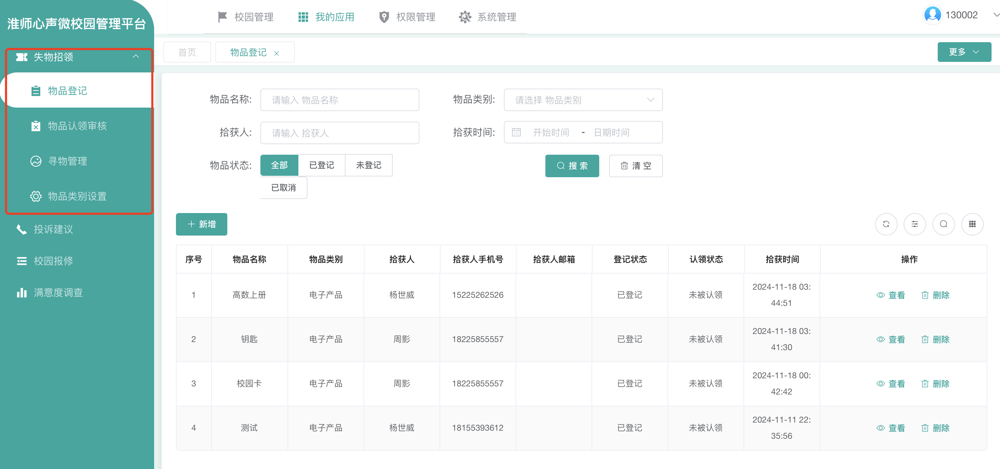 淮师心声微校园管理平台
校园管理
我的应用
权限管理
系统管理
130002
失物招领
物品登记
物品认领审核
寻物管理
物品类别设置
投诉建议
校园报修
满意度调查
首页
物品登记
更多
物品名称: 请输入 物品名称
物品类别: 请选择 物品类别
拾获人: 请输入 拾获人
拾获时间: 开始时间 - 日期时间
物品状态: 全部 已登记 未登记
已取消
搜 索
清 空
新增
序号 物品名称 物品类别 拾获人 拾获人手机号 拾获人邮箱 登记状态 认领状态 拾获时间 操作
1 高数上册 电子产品 杨世威 15225262526 已登记 未被认领 2024-11-18 03:
44:51
查看 删除
2 钥匙 电子产品 周影 18225855557 已登记 未被认领 2024-11-18 03:
41:30
查看 删除
3 校园卡 电子产品 周影 18225855557 已登记 未被认领 2024-11-18 00:
42:42
查看 删除
4 测试 电子产品 杨世威 18155393612 已登记 未被认领 2024-11-11 22:
35:56
查看 删除